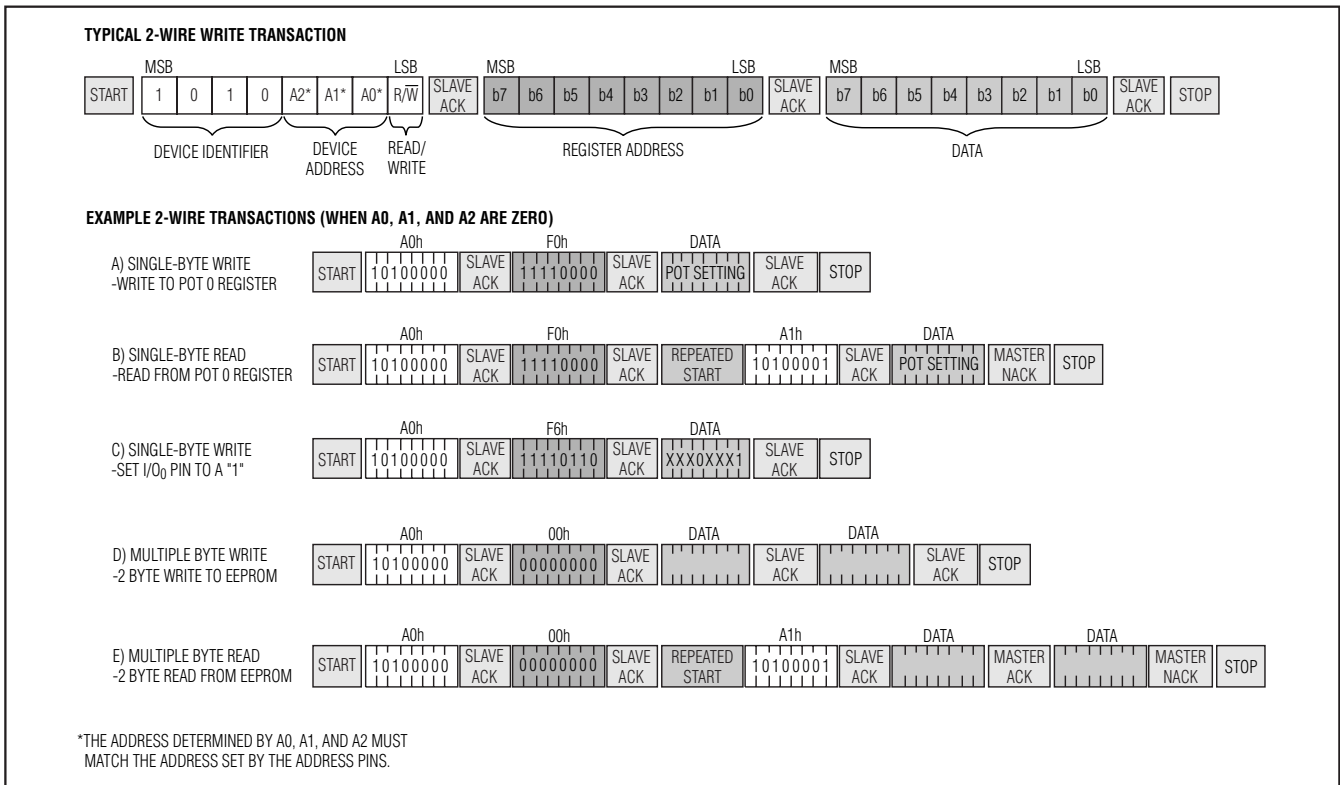 TYPICAL 2-WIRE WRITE TRANSACTION
MSB LSB MSB LSB MSB LSB
START 1 0 1 0 A2* A1* A0* R/W̅ SLAVE ACK b7 b6 b5 b4 b3 b2 b1 b0 SLAVE ACK b7 b6 b5 b4 b3 b2 b1 b0 SLAVE ACK STOP
DEVICE IDENTIFIER DEVICE ADDRESS READ/WRITE REGISTER ADDRESS DATA
EXAMPLE 2-WIRE TRANSACTIONS (WHEN A0, A1, AND A2 ARE ZERO)
A0h F0h DATA
A) SINGLE-BYTE WRITE
-WRITE TO POT 0 REGISTER
START 10100000 SLAVE ACK 11110000 SLAVE ACK POT SETTING SLAVE ACK STOP
A0h F0h A1h DATA
B) SINGLE-BYTE READ
-READ FROM POT 0 REGISTER
START 10100000 SLAVE ACK 11110000 SLAVE ACK REPEATED START 10100001 SLAVE ACK POT SETTING MASTER NACK STOP
A0h F6h DATA
C) SINGLE-BYTE WRITE
-SET I/O0 PIN TO A "1"
START 10100000 SLAVE ACK 11110110 SLAVE ACK XXX0XXX1 SLAVE ACK STOP
A0h 00h DATA DATA
D) MULTIPLE BYTE WRITE
-2 BYTE WRITE TO EEPROM
START 10100000 SLAVE ACK 00000000 SLAVE ACK SLAVE ACK SLAVE ACK STOP
A0h 00h A1h DATA DATA
E) MULTIPLE BYTE READ
-2 BYTE READ FROM EEPROM
START 10100000 SLAVE ACK 00000000 SLAVE ACK REPEATED START 10100001 SLAVE ACK MASTER ACK MASTER NACK STOP
*THE ADDRESS DETERMINED BY A0, A1, AND A2 MUST
MATCH THE ADDRESS SET BY THE ADDRESS PINS.